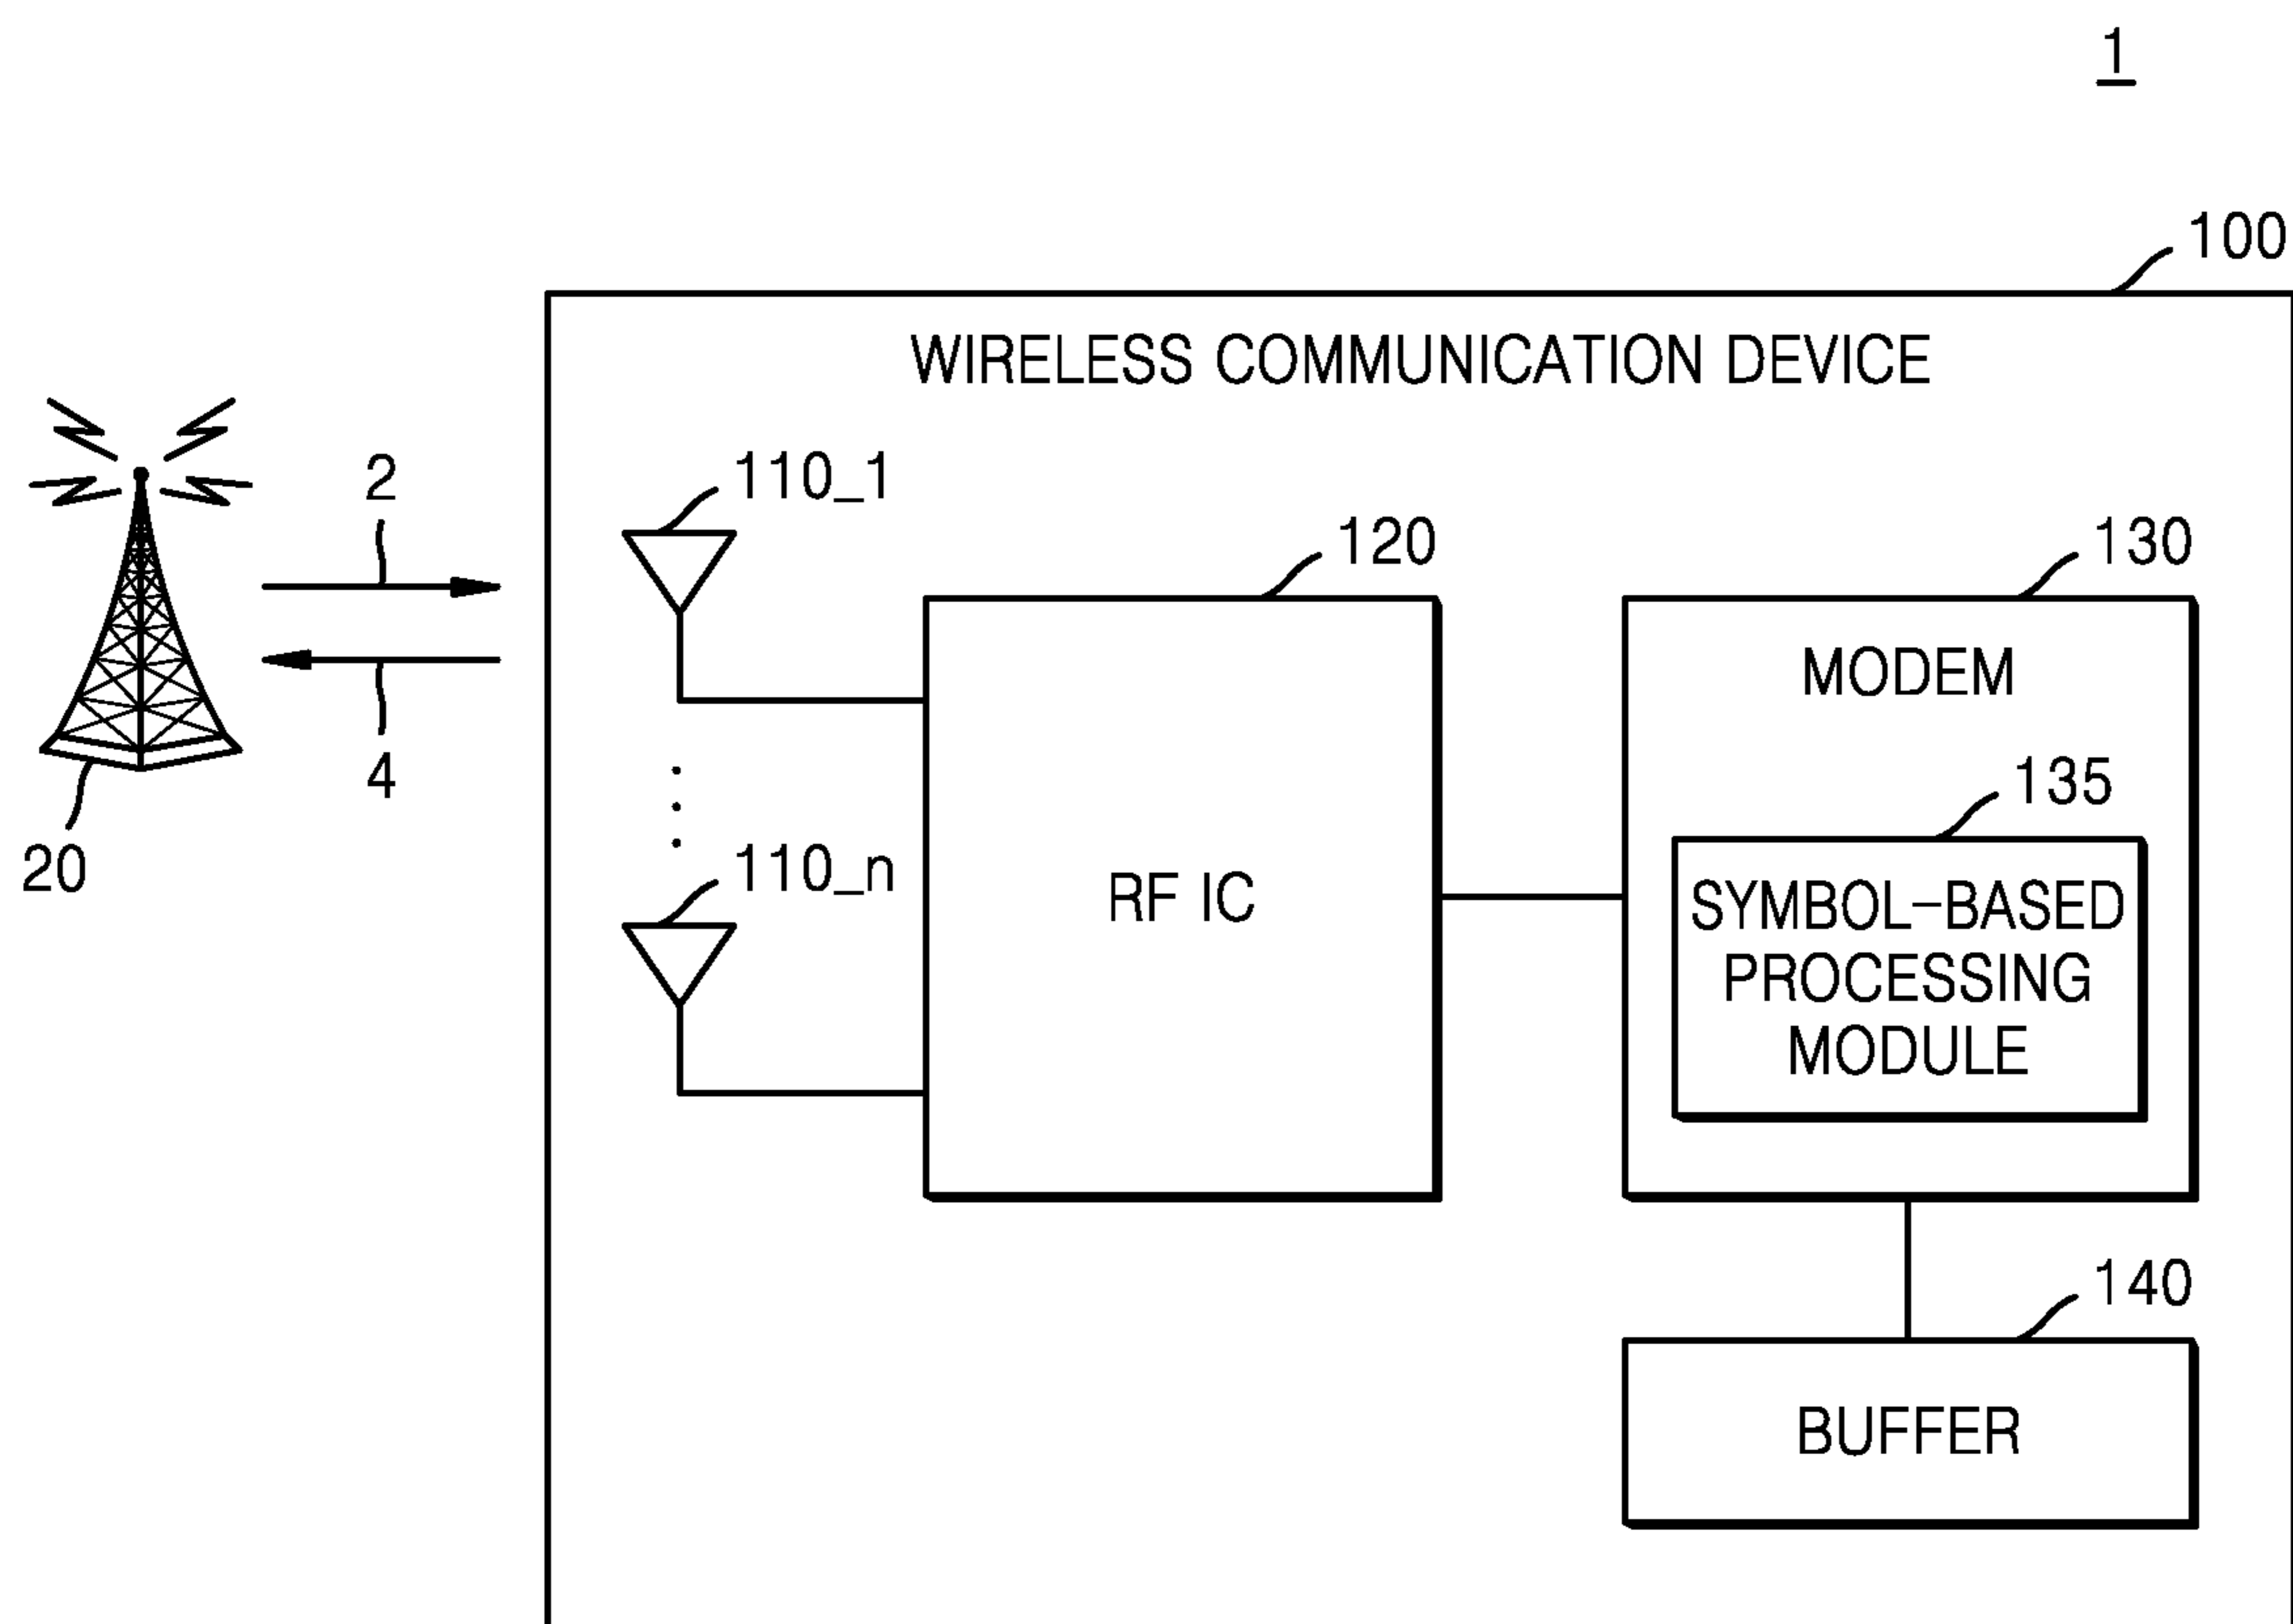 1
100
WIRELESS COMMUNICATION DEVICE
2
110_1
120
130
MODEM
4
135
110_n
20
RF IC
SYMBOL-BASED
PROCESSING
MODULE
140
BUFFER